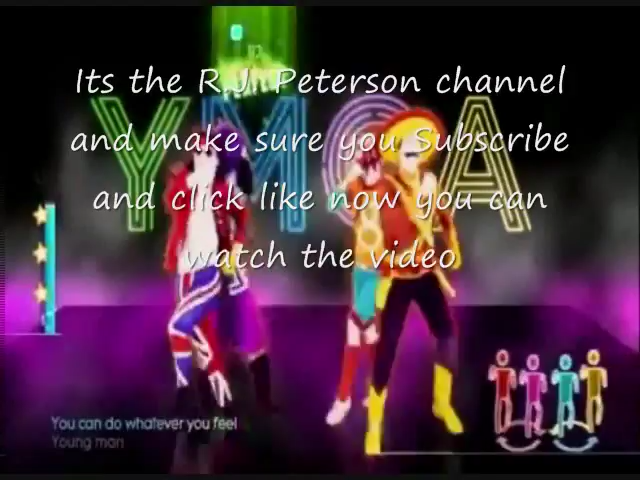 Its the R.J. Peterson channel
and make sure you Subscribe
and click like now you can
watch the video
YMCA
You can do whatever you feel
Young man